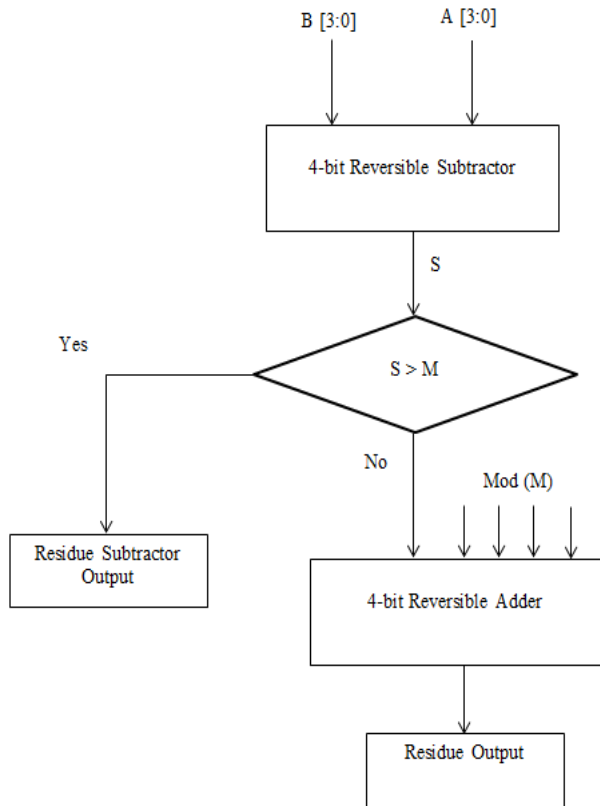 B [3:0]
A [3:0]
4-bit Reversible Subtractor
S
Yes
S > M
No
Mod (M)
Residue Subtractor
Output
4-bit Reversible Adder
Residue Output